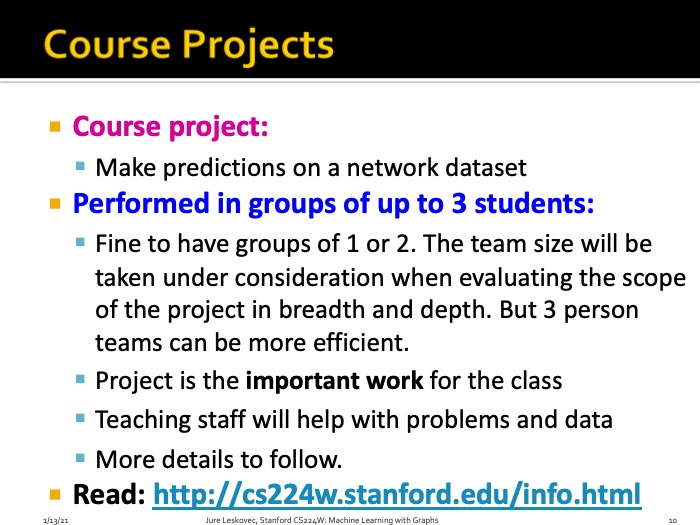 Course Projects
Course project:
Make predictions on a network dataset
Performed in groups of up to 3 students:
Fine to have groups of 1 or 2. The team size will be
taken under consideration when evaluating the scope
of the project in breadth and depth. But 3 person
teams can be more efficient.
Project is the important work for the class
Teaching staff will help with problems and data
More details to follow.
Read: http://cs224w.stanford.edu/info.html
1/13/21 Jure Leskovec, Stanford CS224W: Machine Learning with Graphs 10